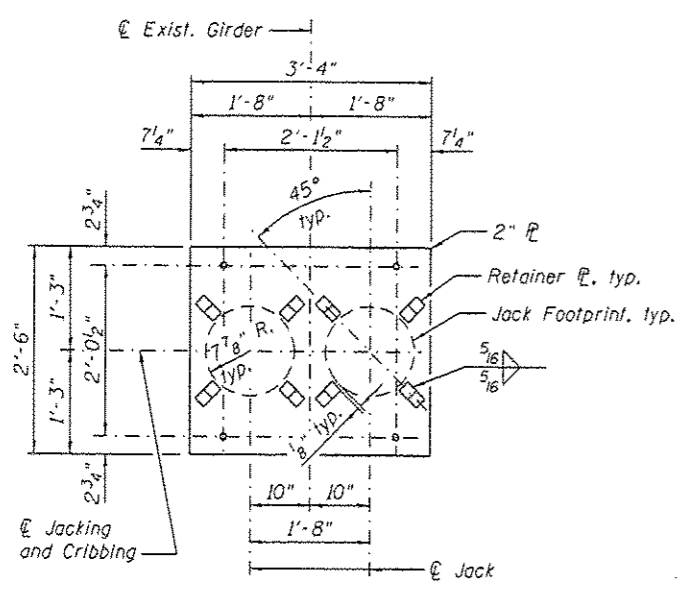 ℄ Exist. Girder
3'-4"
1'-8" 1'-8"
7¼" 2'-1½" 7¼"
45°
typ.
2¾"
2" ℙ
Retainer ℙ. typ.
Jack Footprint. typ.
1'-3"
2'-6" 2'-0½"
7⅞" R.
typ.
5/16
5/16
1'-3"
⅛" typ.
2¾"
10" 10"
1'-8"
℄ Jacking
and Cribbing
℄ Jack